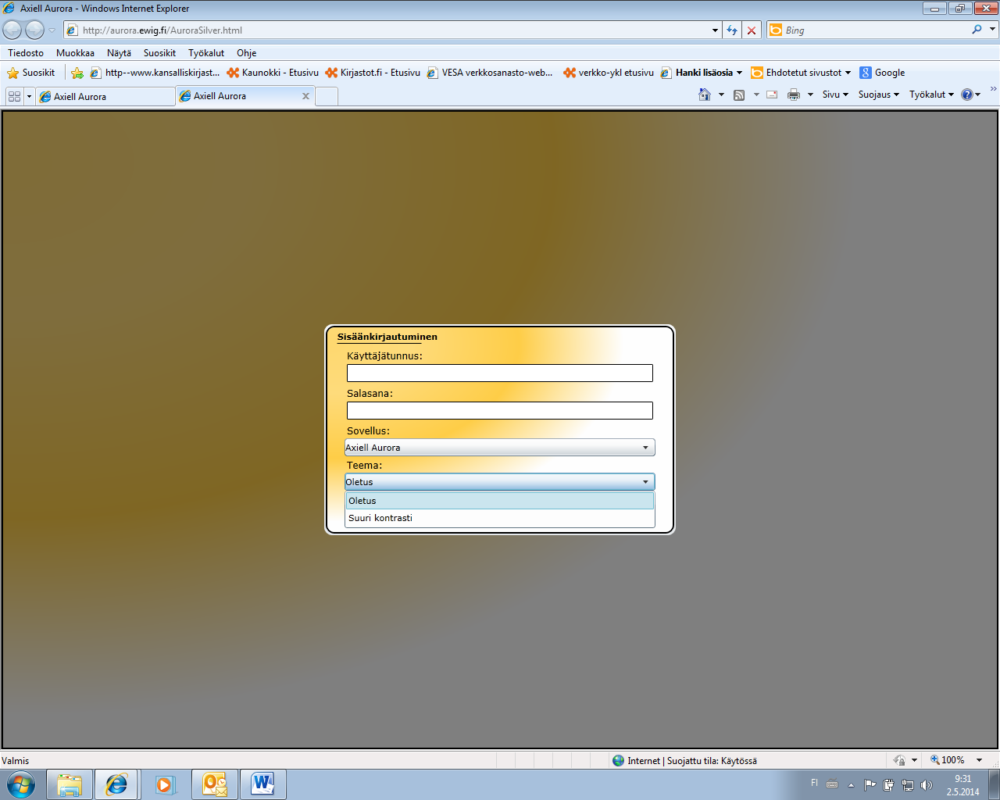 Axiell Aurora - Windows Internet Explorer
http://aurora.ewig.fi/AuroraSilver.html
Bing
Tiedosto Muokkaa Näytä Suosikit Työkalut Ohje
Suosikit http--www.kansalliskirjast... Kaunokki - Etusivu Kirjastot.fi - Etusivu VESA verkkosanasto-web... verkko-ykl etusivu Hanki lisäosia Ehdotetut sivustot Google
Axiell Aurora Axiell Aurora Sivu Suojaus Työkalut
Sisäänkirjautuminen
Käyttäjätunnus:
Salasana:
Sovellus:
Axiell Aurora
Teema:
Oletus
Oletus
Suuri kontrasti
Valmis Internet | Suojattu tila: Käytössä 100%
FI 9:31
2.5.2014